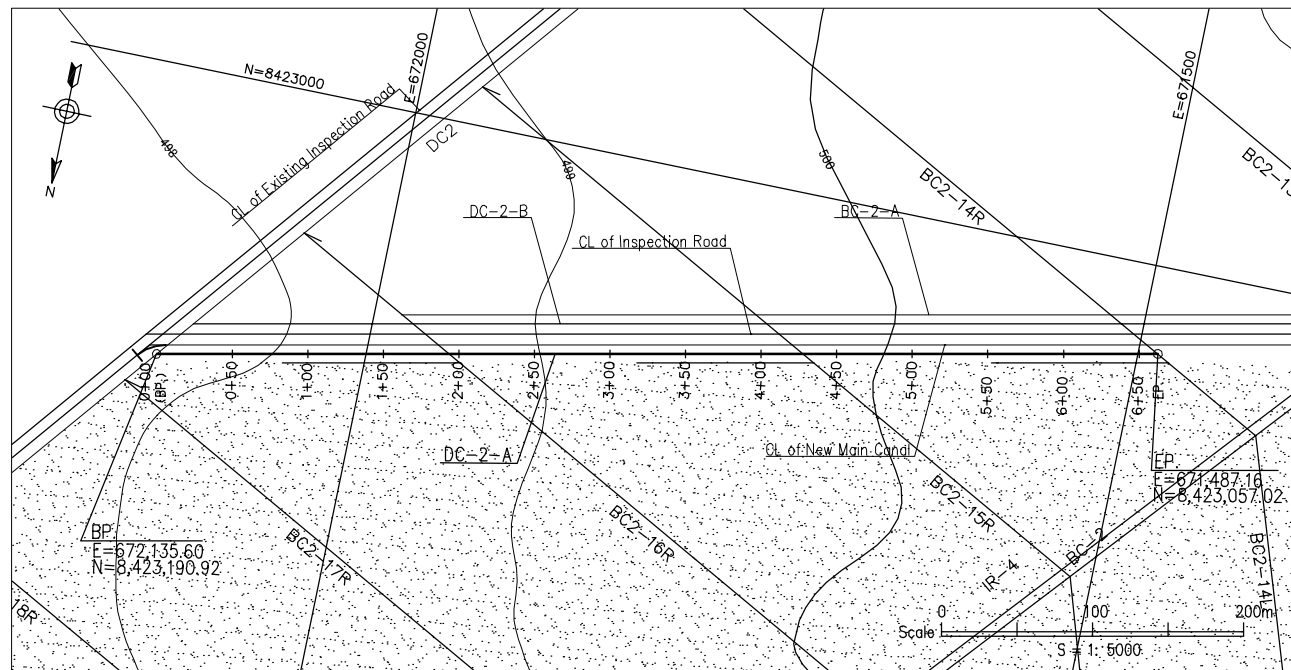 N=8423000
E=672000
E=671500
N
498
CL of Existing Inspection Road
DC2
499
500
BC2-14R
BC2-13
DC-2-B
CL of Inspection Road
BC-2-A
0+00
(BP.)
0+50
1+00
1+50
2+00
2+50
3+00
3+50
4+00
4+50
5+00
5+50
6+00
6+50
EP.
DC-2-A
CL of New Main Canal
EP.
E=671,487.16
N=8,423,057.02
BP.
E=672,135.60
N=8,423,190.92
BC2-17R
BC2-16R
BC2-15R
BC-2
IR-4
BC2-14L
18R
0 100 200m
Scale
S = 1: 5000